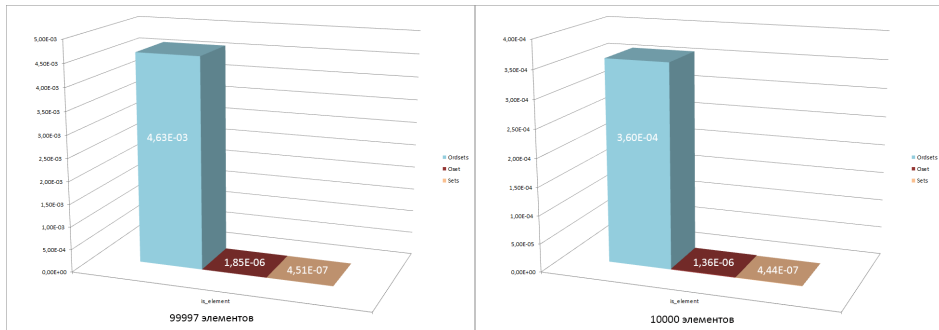 5,00E-03
4,50E-03
4,00E-03
3,50E-03
3,00E-03
2,50E-03
2,00E-03
1,50E-03
1,00E-03
5,00E-04
0,00E+00
4,63E-03
1,85E-06
4,51E-07
Ordsets
Oset
Sets
is_element
99997 элементов
4,00E-04
3,50E-04
3,00E-04
2,50E-04
2,00E-04
1,50E-04
1,00E-04
5,00E-05
0,00E+00
3,60E-04
1,36E-06
4,44E-07
Ordsets
Oset
Sets
is_element
10000 элементов